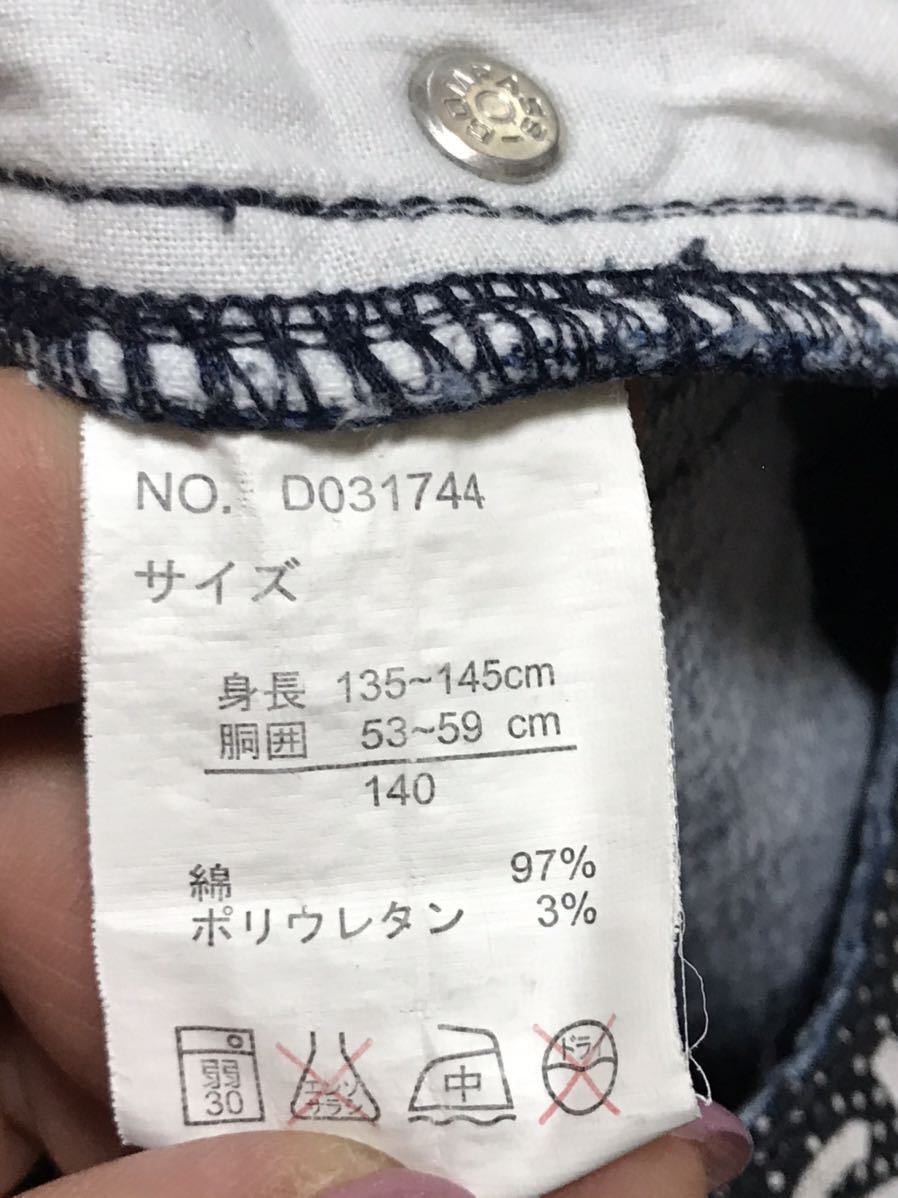 NO. D031744
サイズ
身長 135~145cm
胴囲 53~59 cm
140
綿 97%
ポリウレタン 3%
弱
30
エンソ
サラシ
中
ドライ